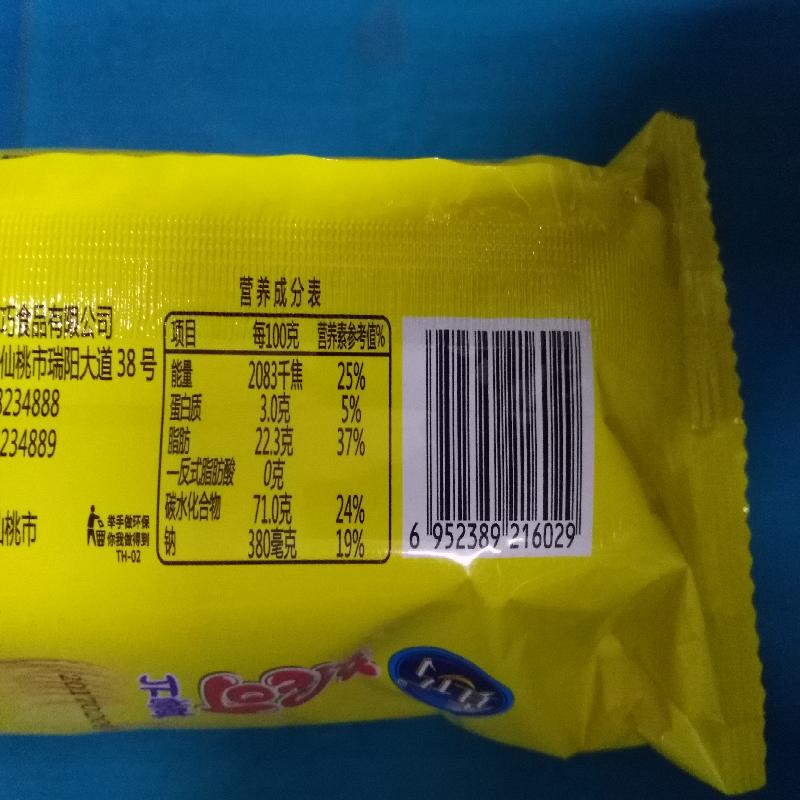 营养成分表
项目 每100克 营养素参考值%
能量 2083千焦 25%
蛋白质 3.0克 5%
脂肪 22.3克 37%
—反式脂肪酸 0克
碳水化合物 71.0克 24%
钠 380毫克 19%
巧食品有限公司
仙桃市瑞阳大道 38 号
3234888
234889
仙桃市
举手做环保
你我做得到
TH-02
6 952389 216029